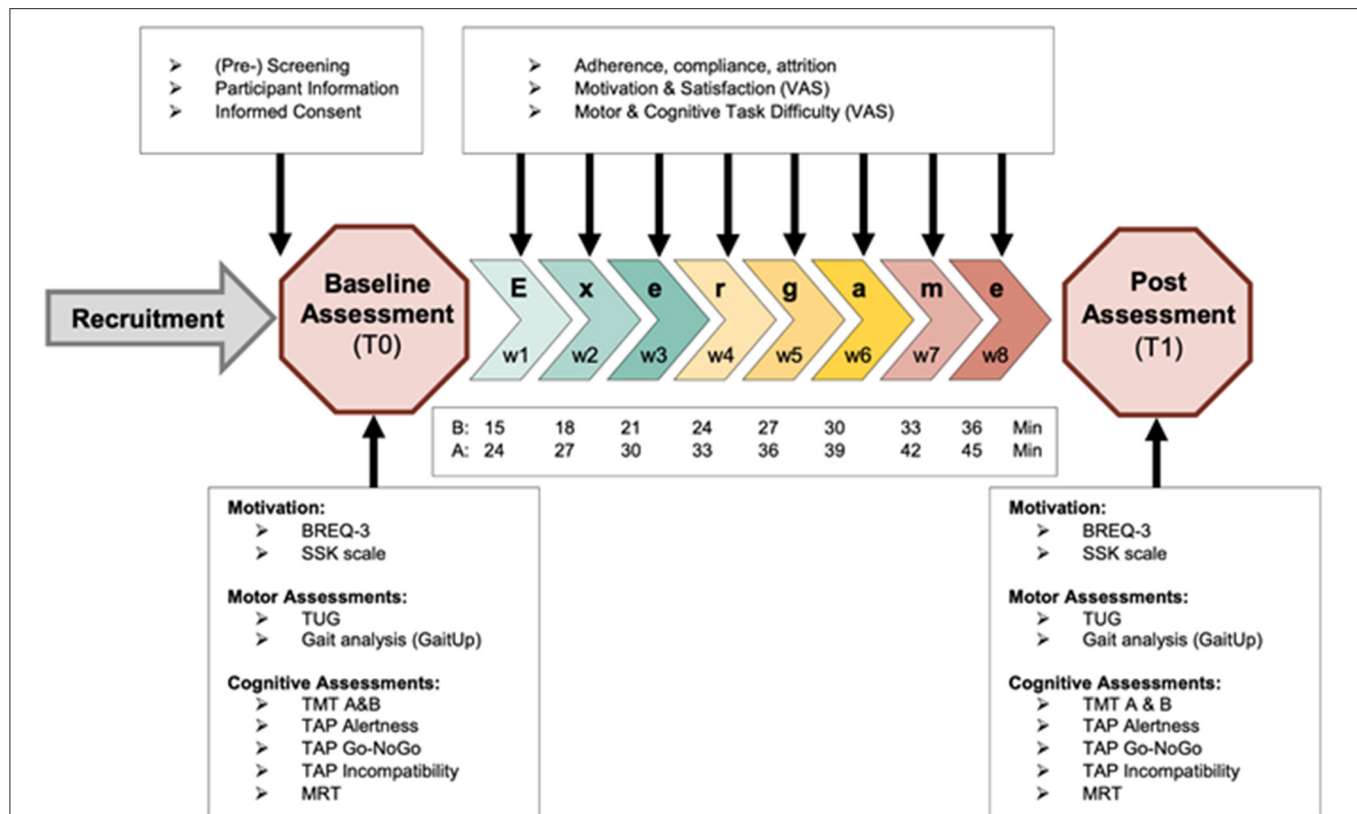 ➤ (Pre-) Screening
➤ Participant Information
➤ Informed Consent
➤ Adherence, compliance, attrition
➤ Motivation & Satisfaction (VAS)
➤ Motor & Cognitive Task Difficulty (VAS)
Recruitment
Baseline
Assessment
(T0)
E x e r g a m e
w1 w2 w3 w4 w5 w6 w7 w8
Post
Assessment
(T1)
B: 15 18 21 24 27 30 33 36 Min
A: 24 27 30 33 36 39 42 45 Min
Motivation:
➤ BREQ-3
➤ SSK scale
Motor Assessments:
➤ TUG
➤ Gait analysis (GaitUp)
Cognitive Assessments:
➤ TMT A&B
➤ TAP Alertness
➤ TAP Go-NoGo
➤ TAP Incompatibility
➤ MRT
Motivation:
➤ BREQ-3
➤ SSK scale
Motor Assessments:
➤ TUG
➤ Gait analysis (GaitUp)
Cognitive Assessments:
➤ TMT A & B
➤ TAP Alertness
➤ TAP Go-NoGo
➤ TAP Incompatibility
➤ MRT